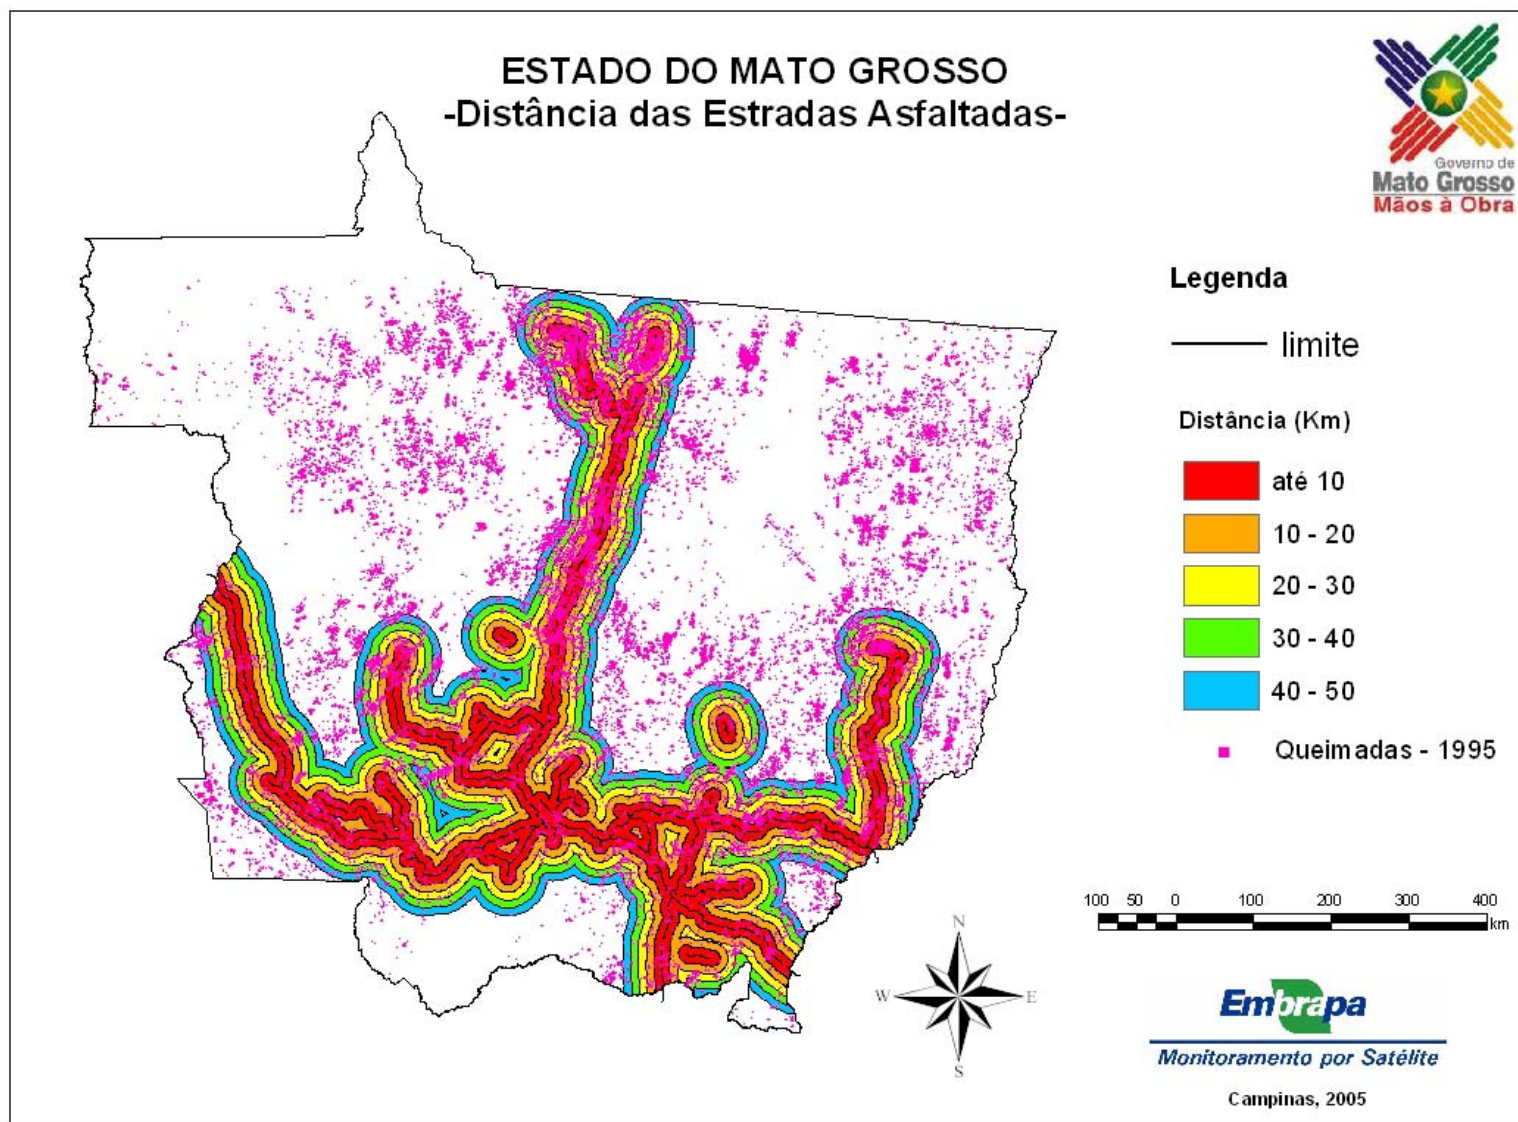 ESTADO DO MATO GROSSO
-Distância das Estradas Asfaltadas-
Governo de
Mato Grosso
Mãos à Obra
Legenda
limite
Distância (Km)
até 10
10 - 20
20 - 30
30 - 40
40 - 50
Queimadas - 1995
100 50 0 100 200 300 400
km
N
W E
S
Embrapa
Monitoramento por Satélite
Campinas, 2005